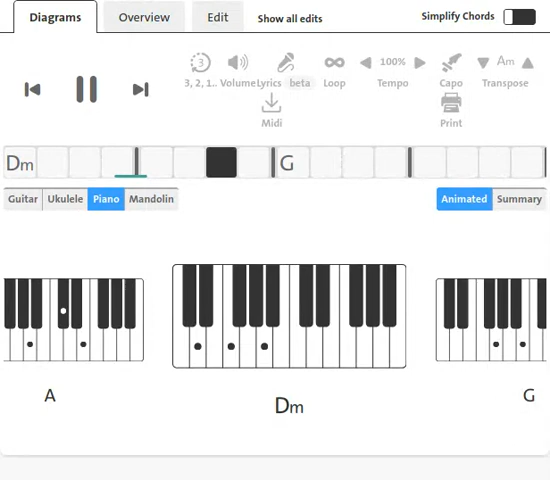 Diagrams Overview Edit Show all edits Simplify Chords
3 100% Am
3, 2, 1.. Volume Lyrics beta Loop Tempo Capo Transpose
Midi Print
Dm G
Guitar Ukulele Piano Mandolin Animated Summary
A Dm G